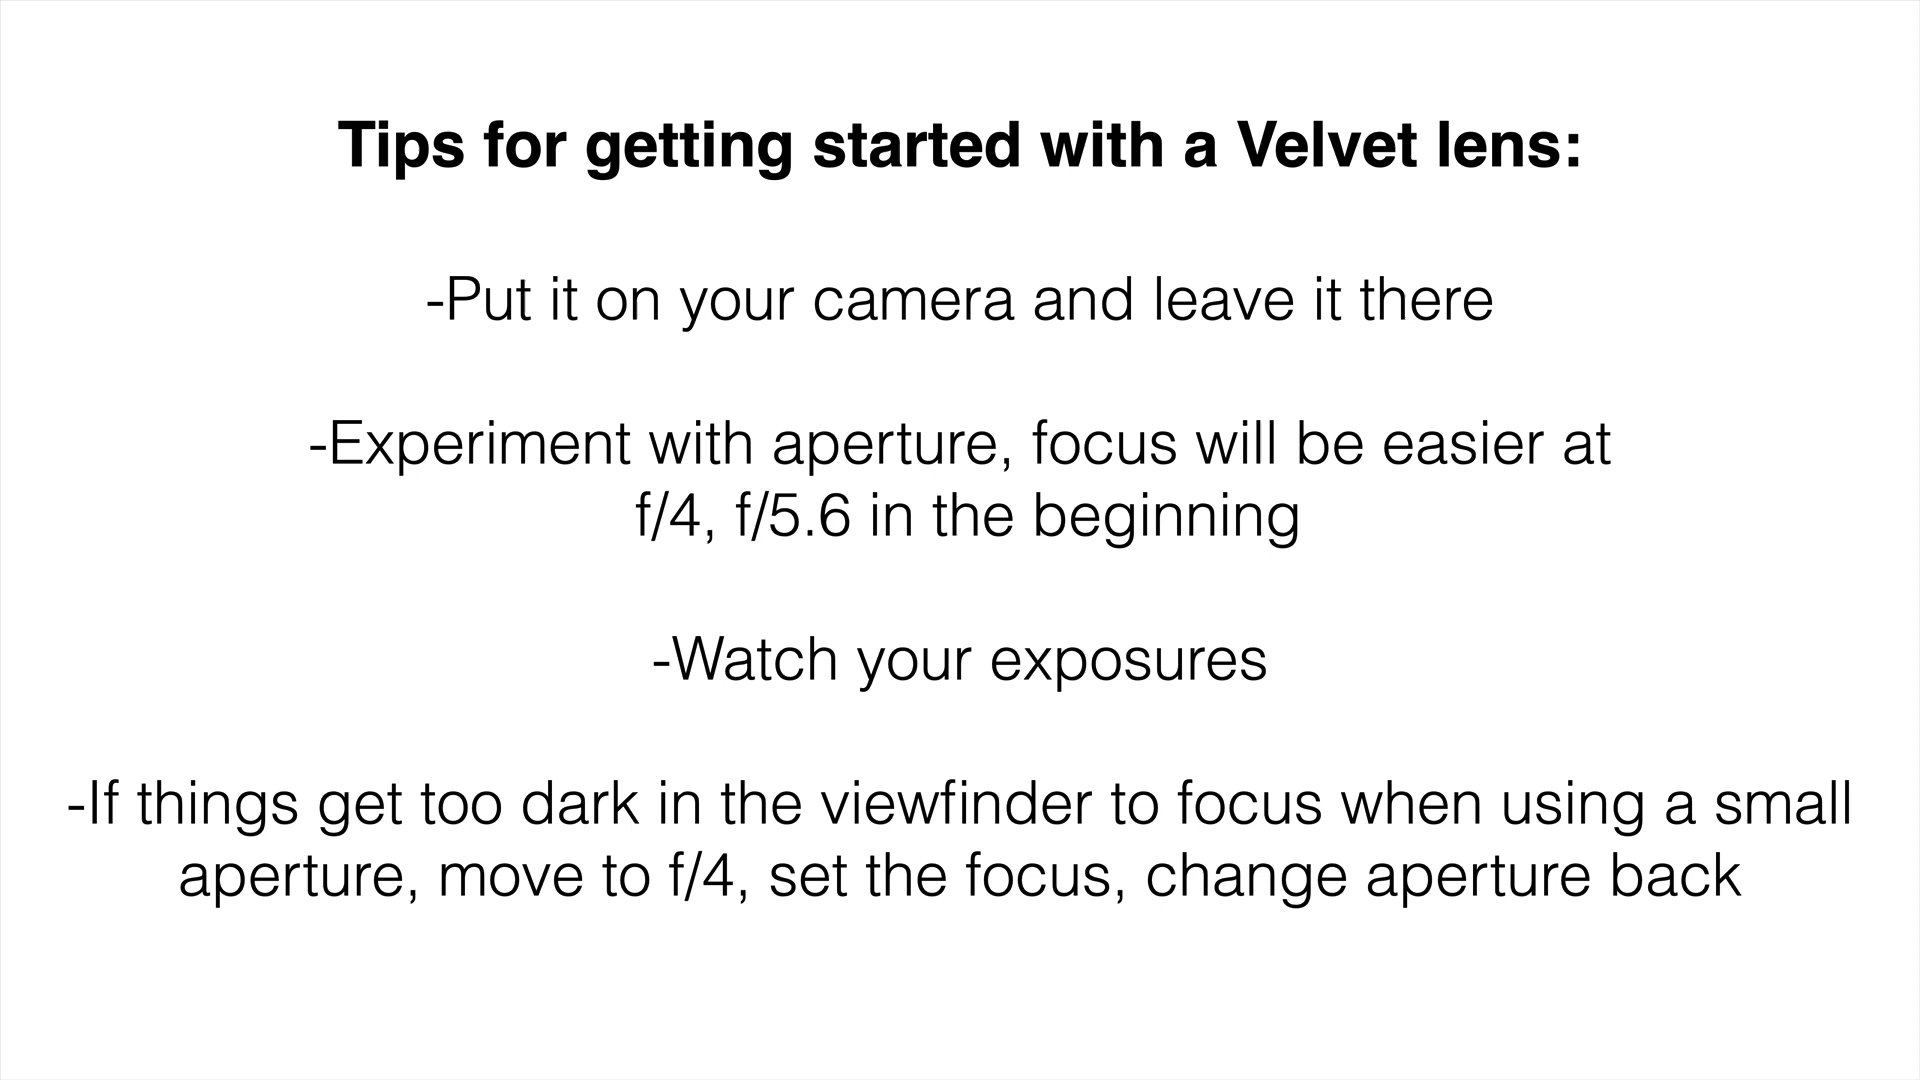 Tips for getting started with a Velvet lens:
-Put it on your camera and leave it there
-Experiment with aperture, focus will be easier at
f/4, f/5.6 in the beginning
-Watch your exposures
-If things get too dark in the viewfinder to focus when using a small
aperture, move to f/4, set the focus, change aperture back